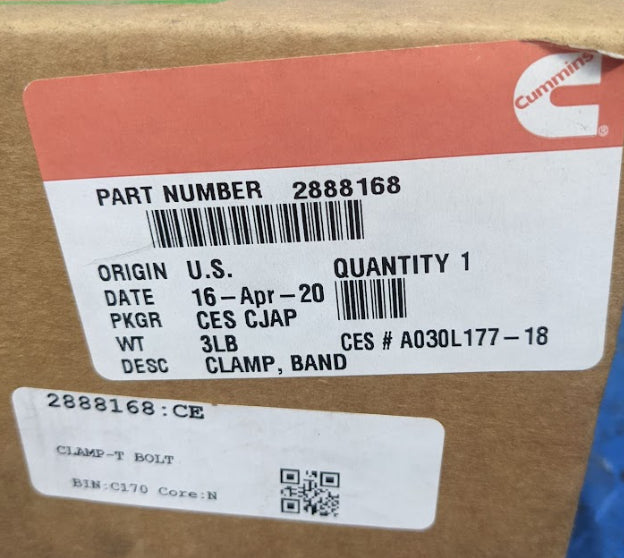 Cummins
PART NUMBER 2888168
ORIGIN U.S. QUANTITY 1
DATE 16-Apr-20
PKGR CES CJAP
WT 3LB CES # A030L177-18
DESC CLAMP, BAND
2888168:CE
CLAMP-T BOLT
BIN:C170 Core:N